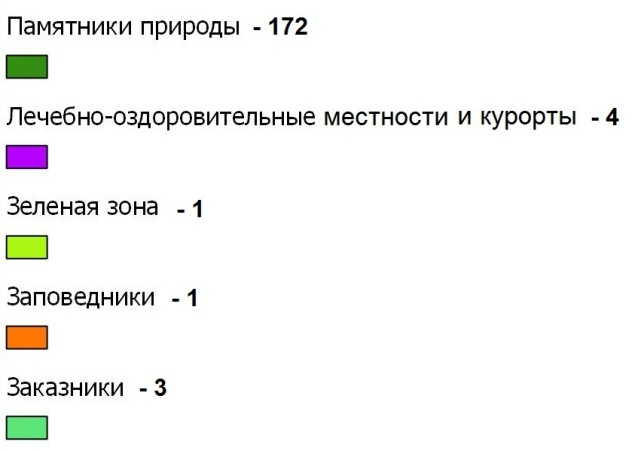 Памятники природы - 172
Лечебно-оздоровительные местности и курорты - 4
Зеленая зона - 1
Заповедники - 1
Заказники - 3